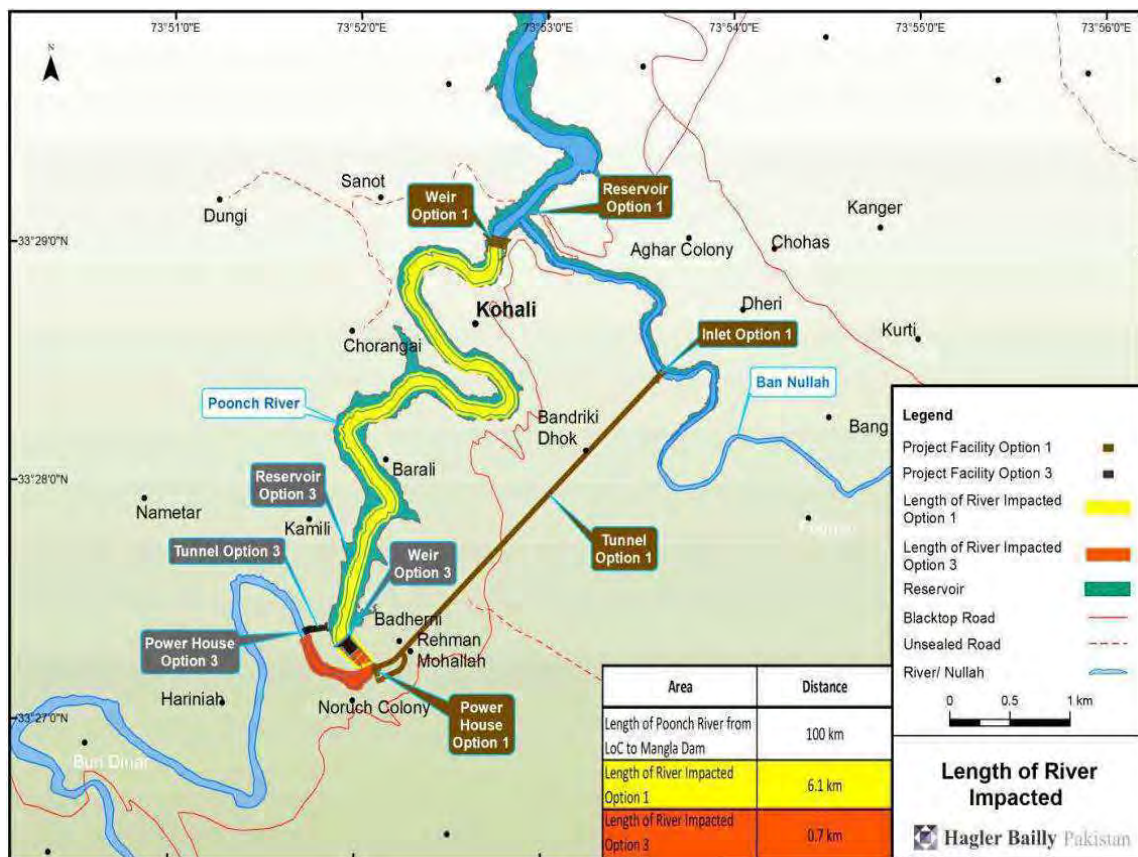 73°51'0"E
73°52'0"E
73°53'0"E
73°54'0"E
73°55'0"E
73°56'0"E
N
Sanot
Dungi
Weir
Option 1
Reservoir
Option 1
Kanger
33°29'0"N
Aghar Colony
Chohas
Kohali
Dheri
Chorangai
Inlet Option 1
Kurti
Poonch River
Ban Nullah
Bandriki
Dhok
Bang
Barali
33°28'0"N
Reservoir
Option 3
Nametar
Kamili
Tunnel
Option 1
Tunnel Option 3
Weir
Option 3
Badherni
Rehman
Mohallah
Power House
Option 3
Hariniah
Noruch Colony
Power
House
Option 1
33°27'0"N
Legend
Project Facility Option 1
Project Facility Option 3
Length of River Impacted
Option 1
Length of River Impacted
Option 3
Reservoir
Blacktop Road
Unsealed Road
River/ Nullah
0 0.5 1 km
Area Distance
Length of Poonch River from
LoC to Mangla Dam 100 km
Length of River Impacted
Option 1 6.1 km
Length of River Impacted
Option 3 0.7 km
Length of River
Impacted
Hagler Bailly Pakistan